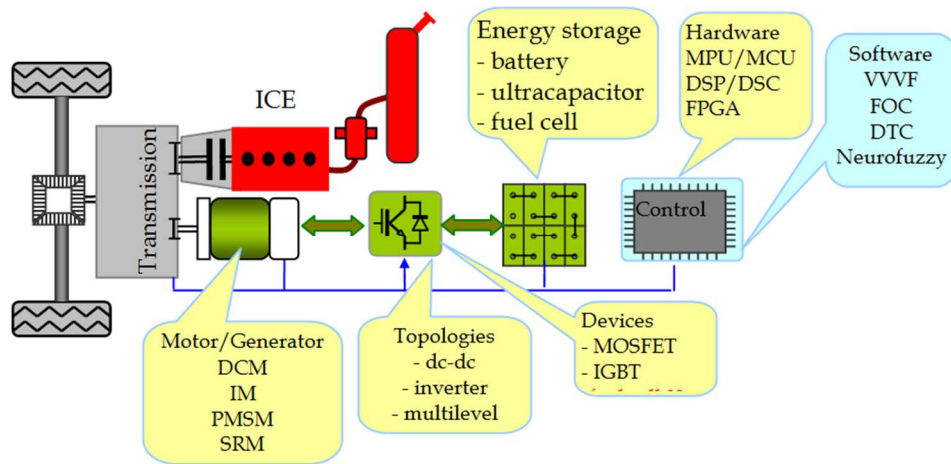 Energy storage
- battery
- ultracapacitor
- fuel cell
Hardware
MPU/MCU
DSP/DSC
FPGA
Software
VVVF
FOC
DTC
Neurofuzzy
ICE
Transmission
Control
Motor/Generator
DCM
IM
PMSM
SRM
Topologies
- dc-dc
- inverter
- multilevel
Devices
- MOSFET
- IGBT